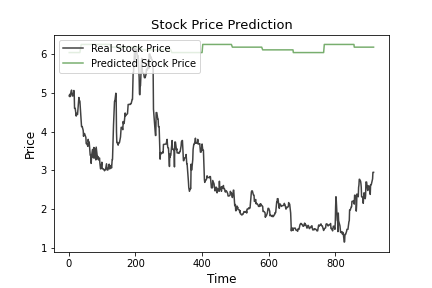 Stock Price Prediction
Real Stock Price
Predicted Stock Price
6
5
4
3
2
1
Price
0
200
400
600
800
Time